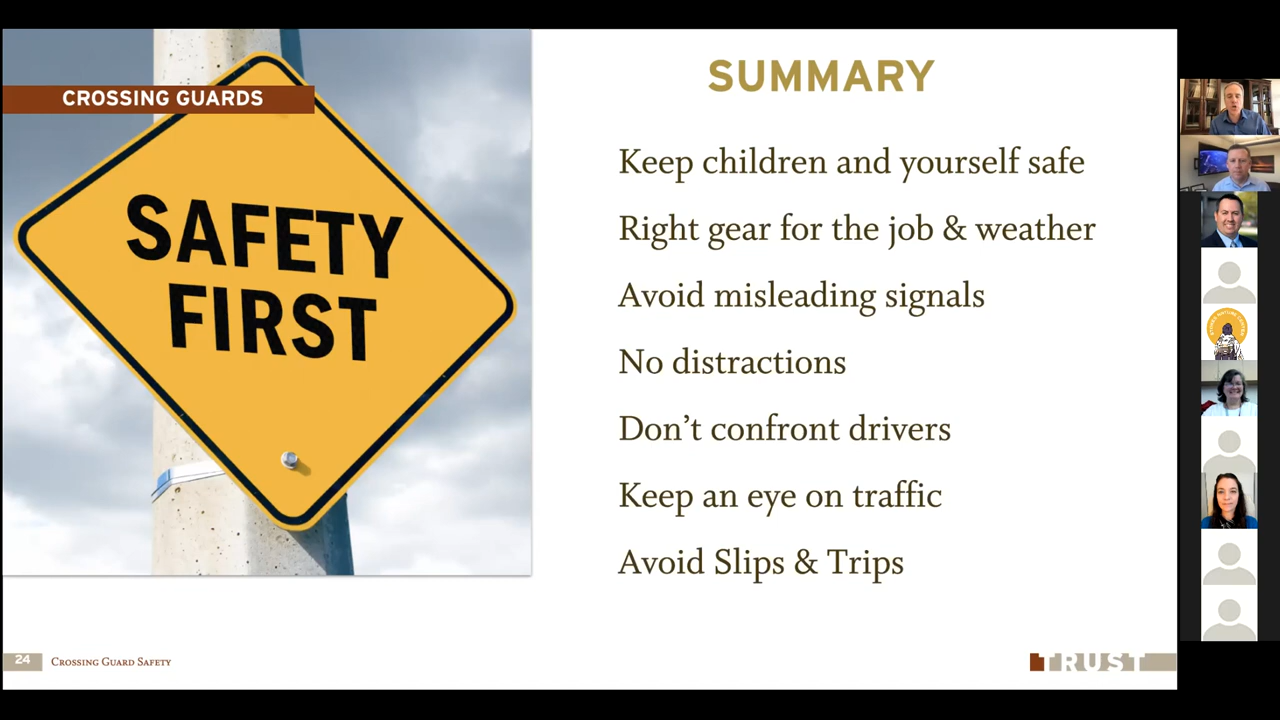 CROSSING GUARDS
SAFETY
FIRST
SUMMARY
Keep children and yourself safe
Right gear for the job & weather
Avoid misleading signals
No distractions
Don’t confront drivers
Keep an eye on traffic
Avoid Slips & Trips
24
Crossing Guard Safety
TRUST